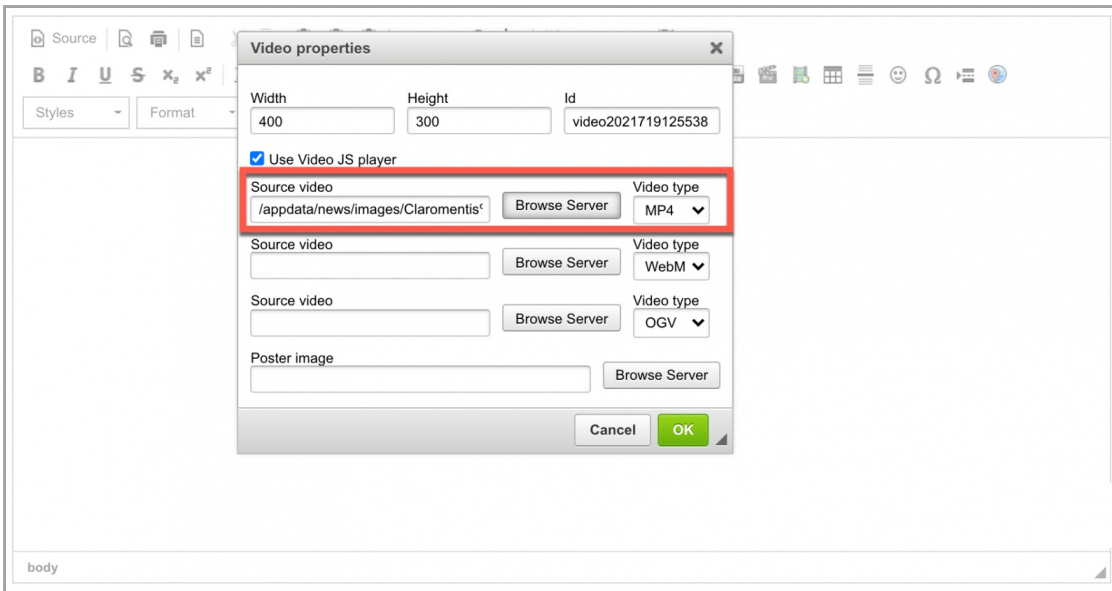 Source
Video properties
B I U S x₂ x²
Styles Format
Width Height Id
400 300 video2021719125538
Use Video JS player
Source video Video type
/appdata/news/images/Claromentis Browse Server MP4
Source video Video type
Browse Server WebM
Source video Video type
Browse Server OGV
Poster image
Browse Server
Cancel OK
body